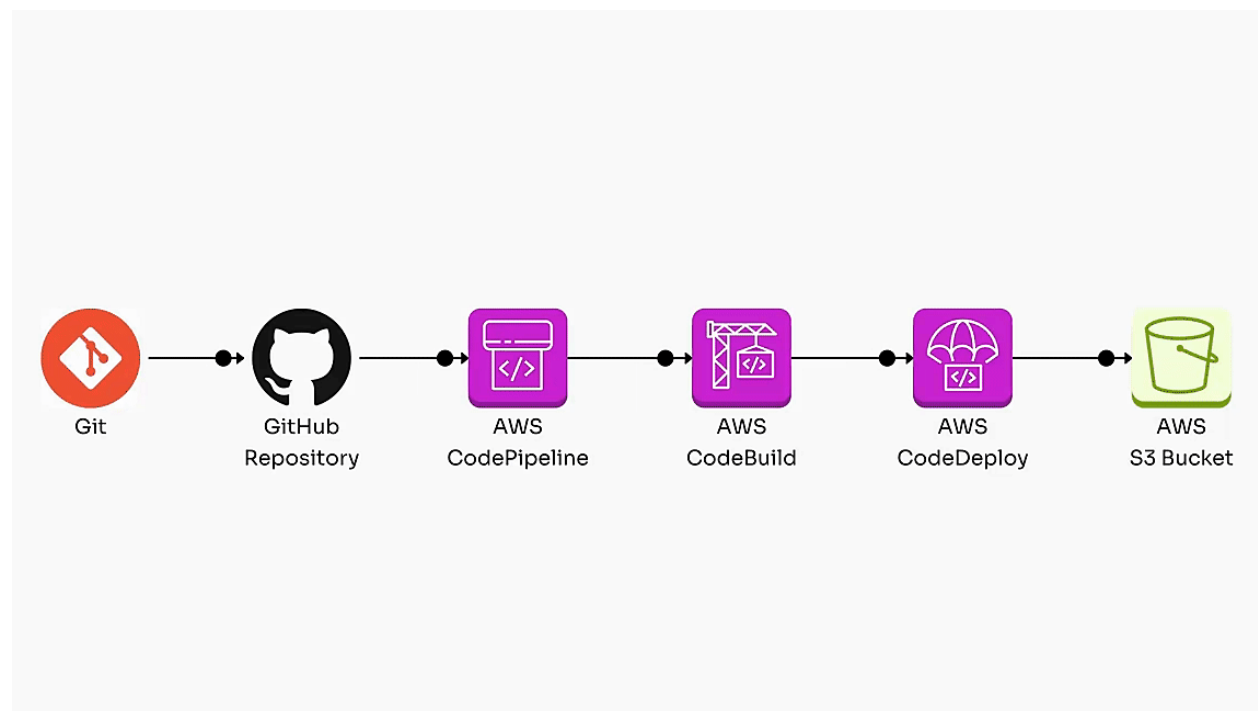 Git
GitHub
Repository
AWS
CodePipeline
AWS
CodeBuild
AWS
CodeDeploy
AWS
S3 Bucket